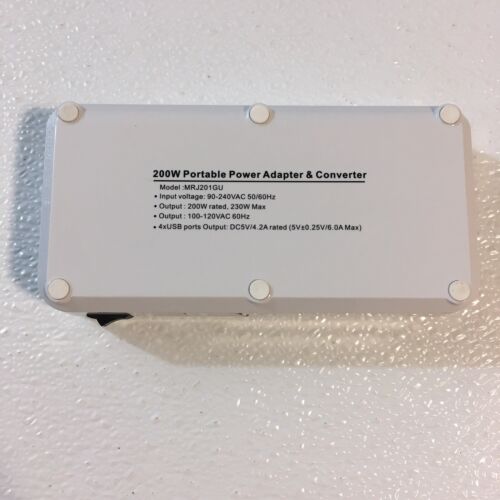 200W Portable Power Adapter & Converter
Model :MRJ201GU
• Input voltage: 90-240VAC 50/60Hz
• Output : 200W rated, 230W Max
• Output : 100-120VAC 60Hz
• 4xUSB ports Output: DC5V/4.2A rated (5V±0.25V/6.0A Max)